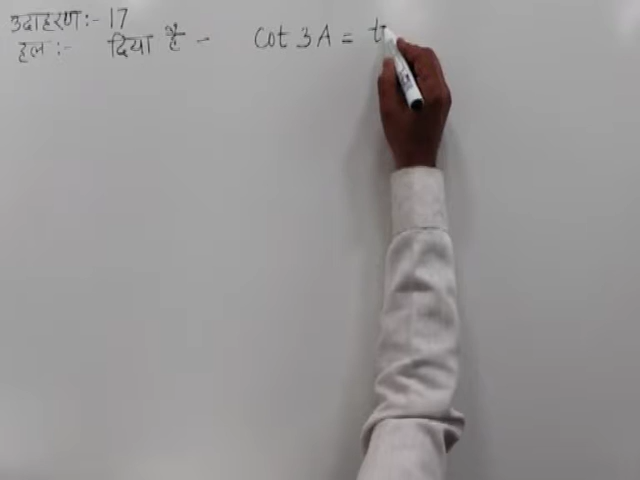 उदाहरण:- 17
हल:- दिया है - cot 3A = t